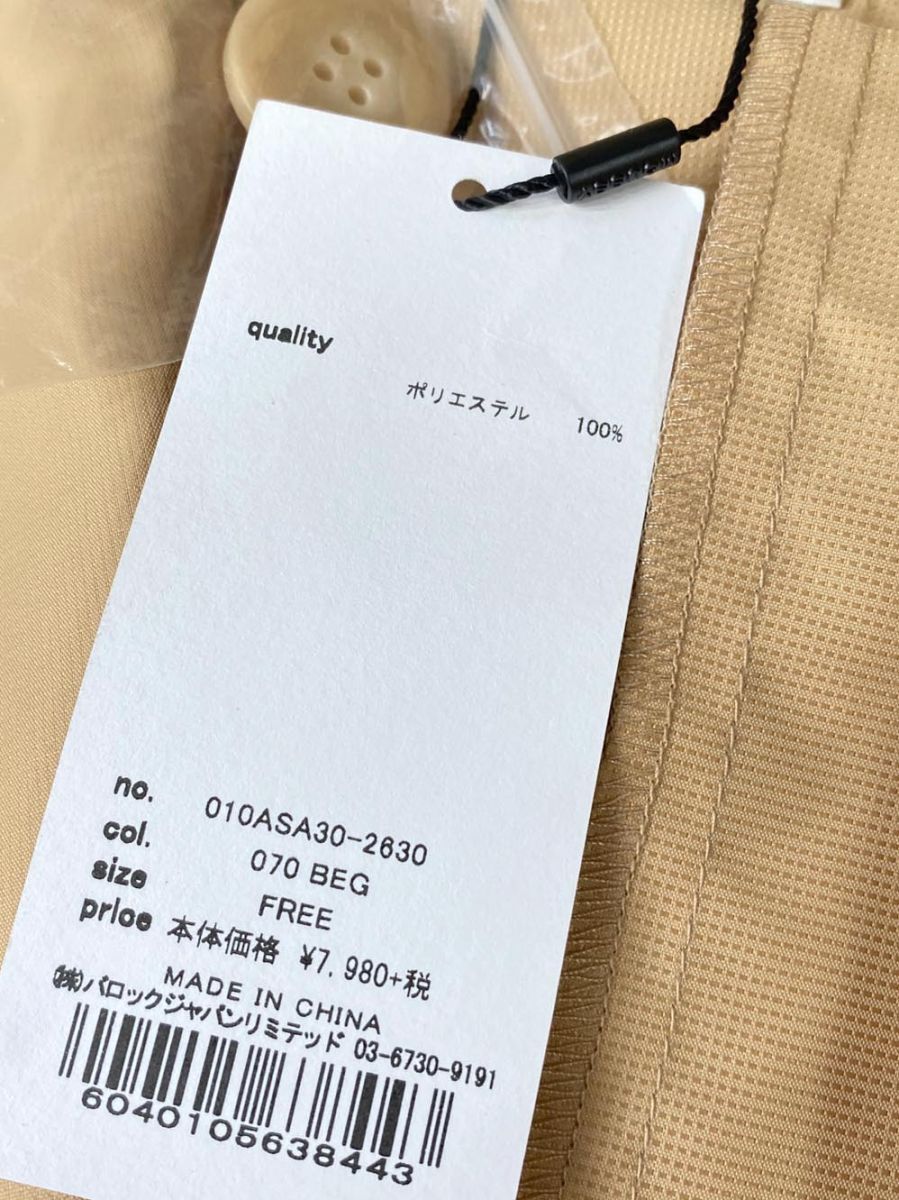 quality
ポリエステル 100%
no. 010ASA30-2630
col. 070 BEG
size FREE
price 本体価格 ¥7,980+税
MADE IN CHINA
(株)バロックジャパンリミテッド 03-6730-9191
6040105638443